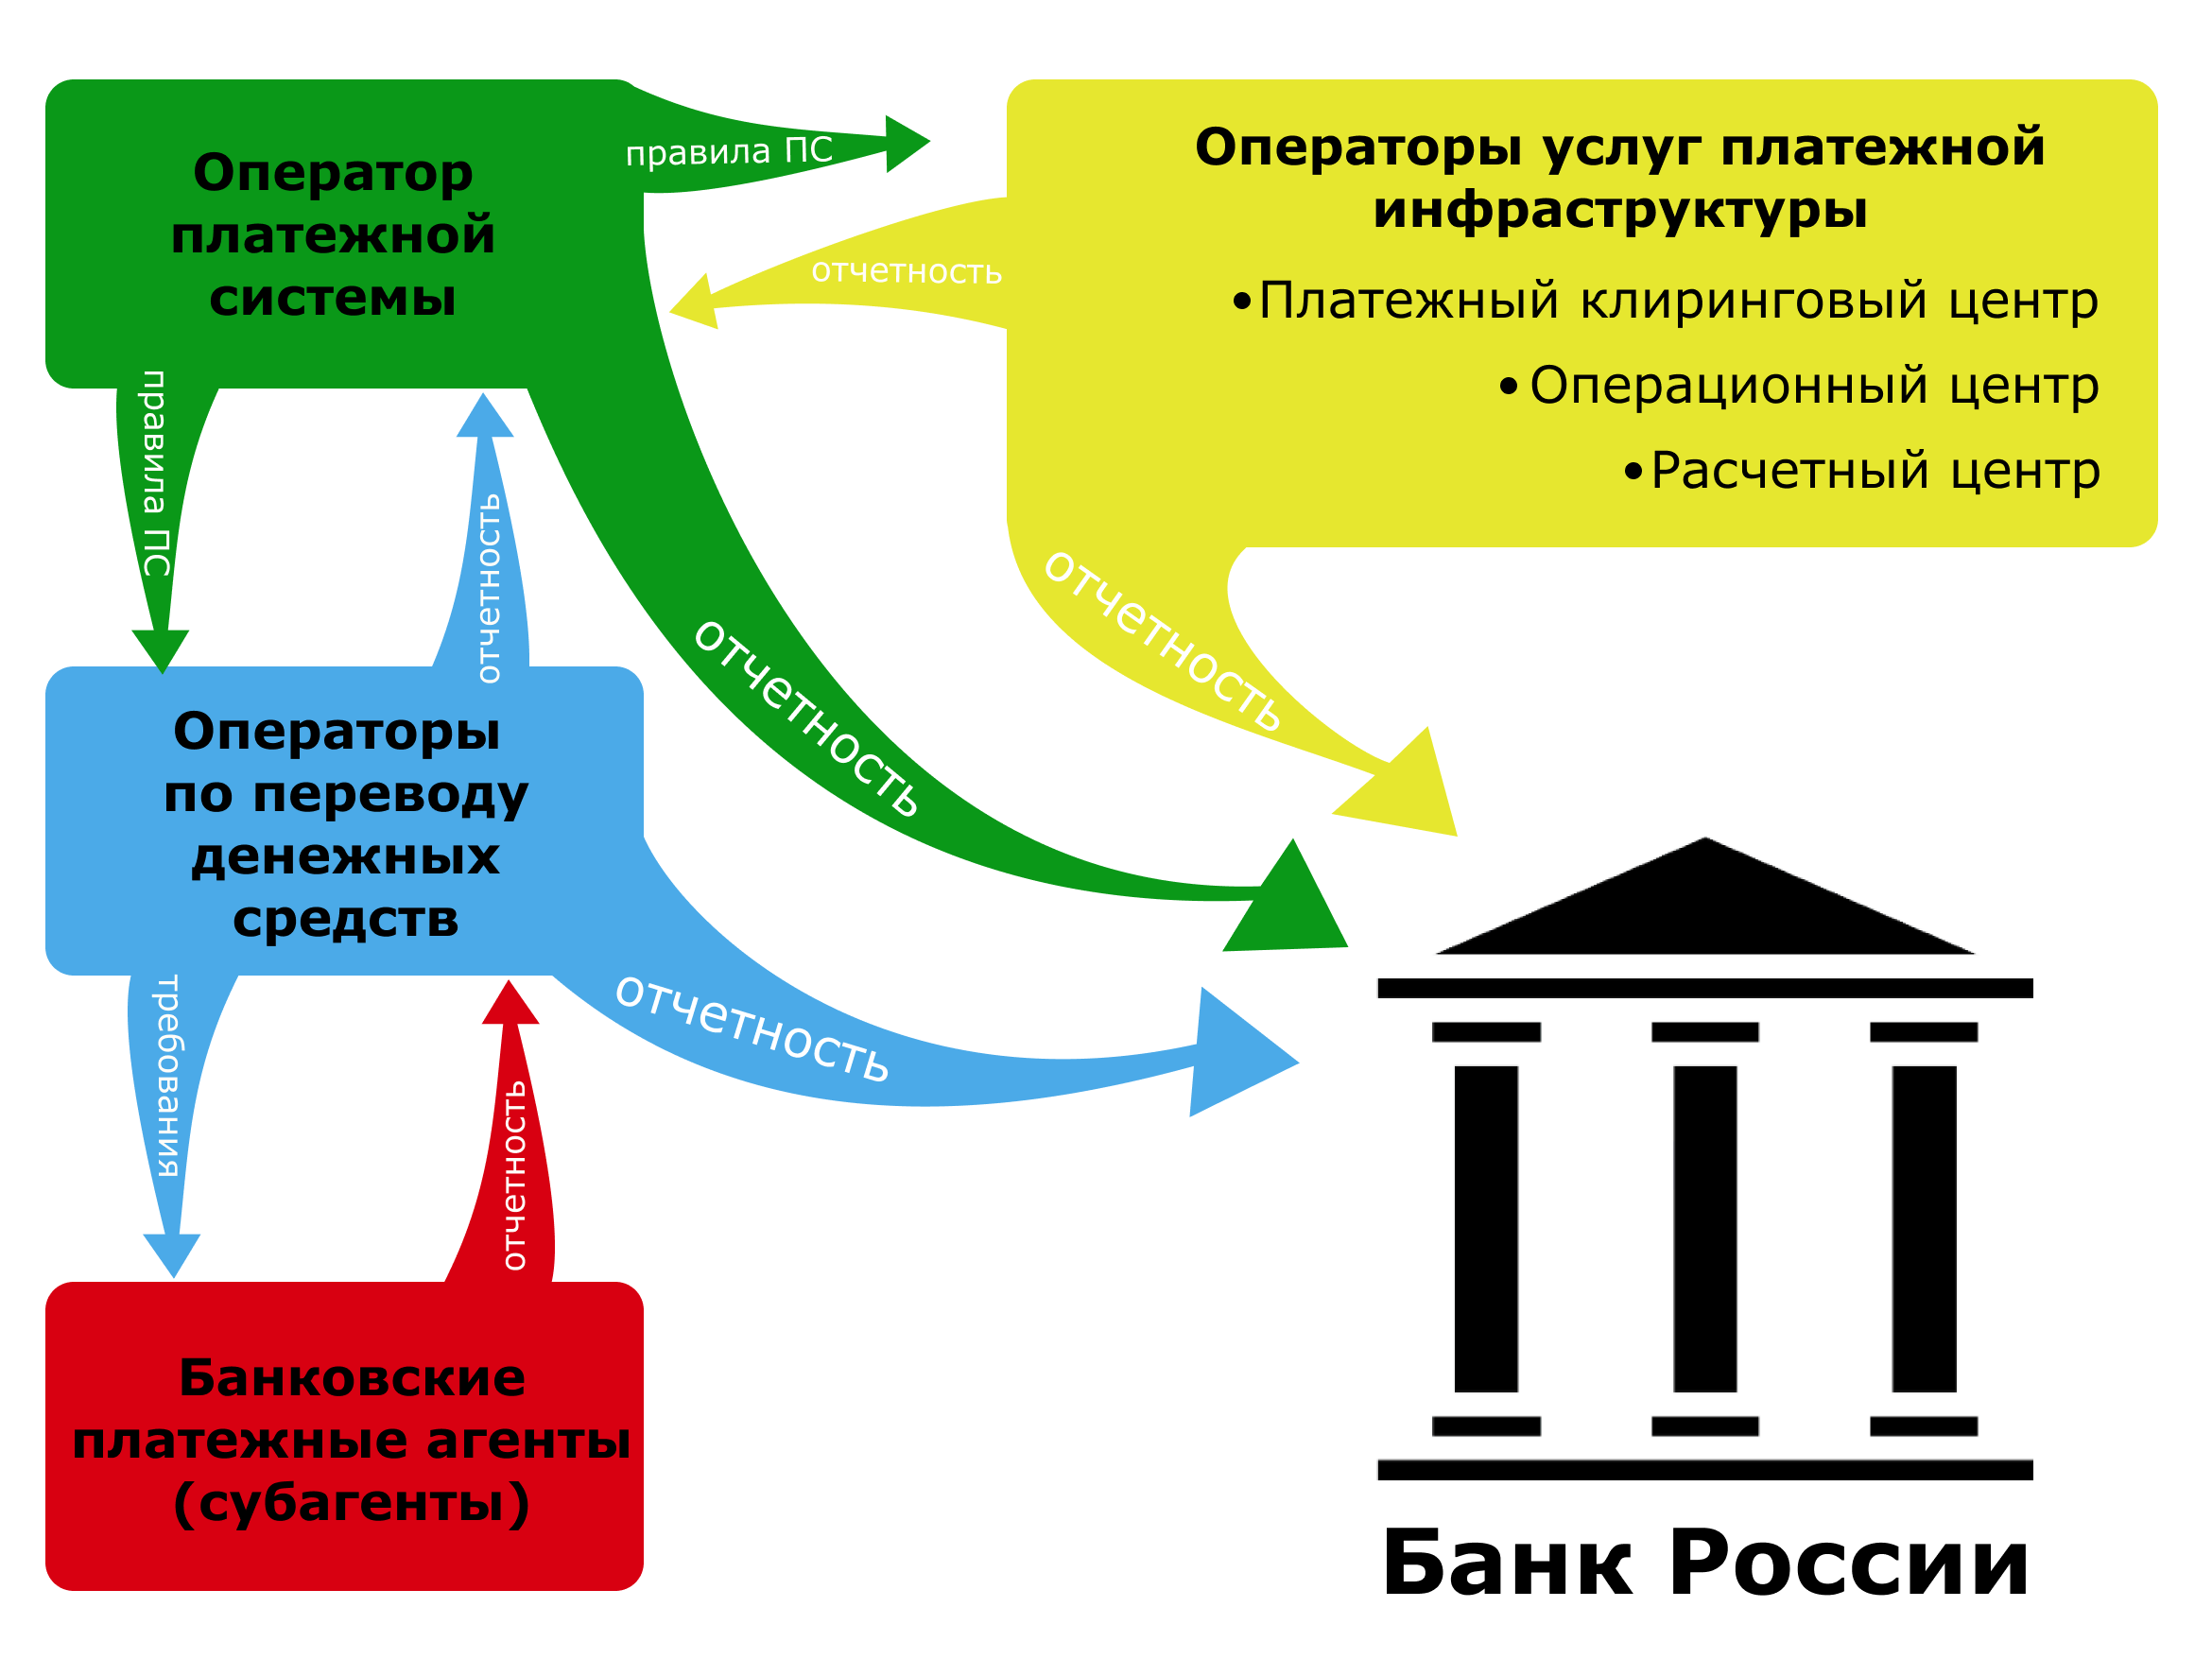 Оператор
платежной
системы
правила ПС
Операторы услуг платежной
инфраструктуры
•Платежный клиринговый центр
•Операционный центр
•Расчетный центр
отчетность
правила ПС
отчетность
отчетность
отчетность
Операторы
по переводу
денежных
средств
отчетность
требования
отчетность
Банковские
платежные агенты
(субагенты)
Банк России